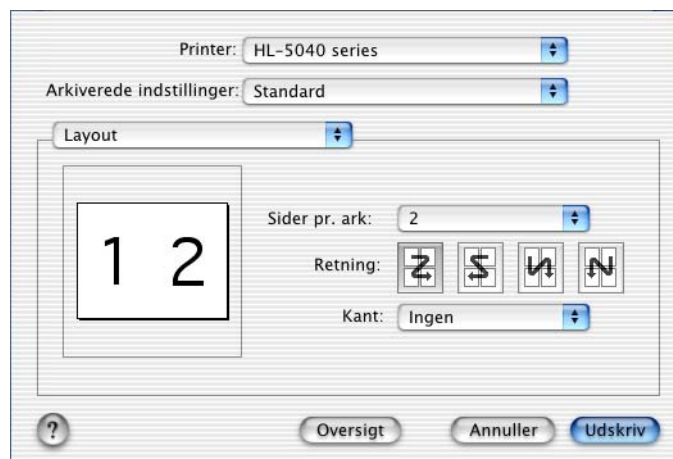 Printer: HL-5040 series
Arkiverede indstillinger: Standard
Layout
1 2
Sider pr. ark: 2
Retning:
Kant: Ingen
? Oversigt Annuller Udskriv